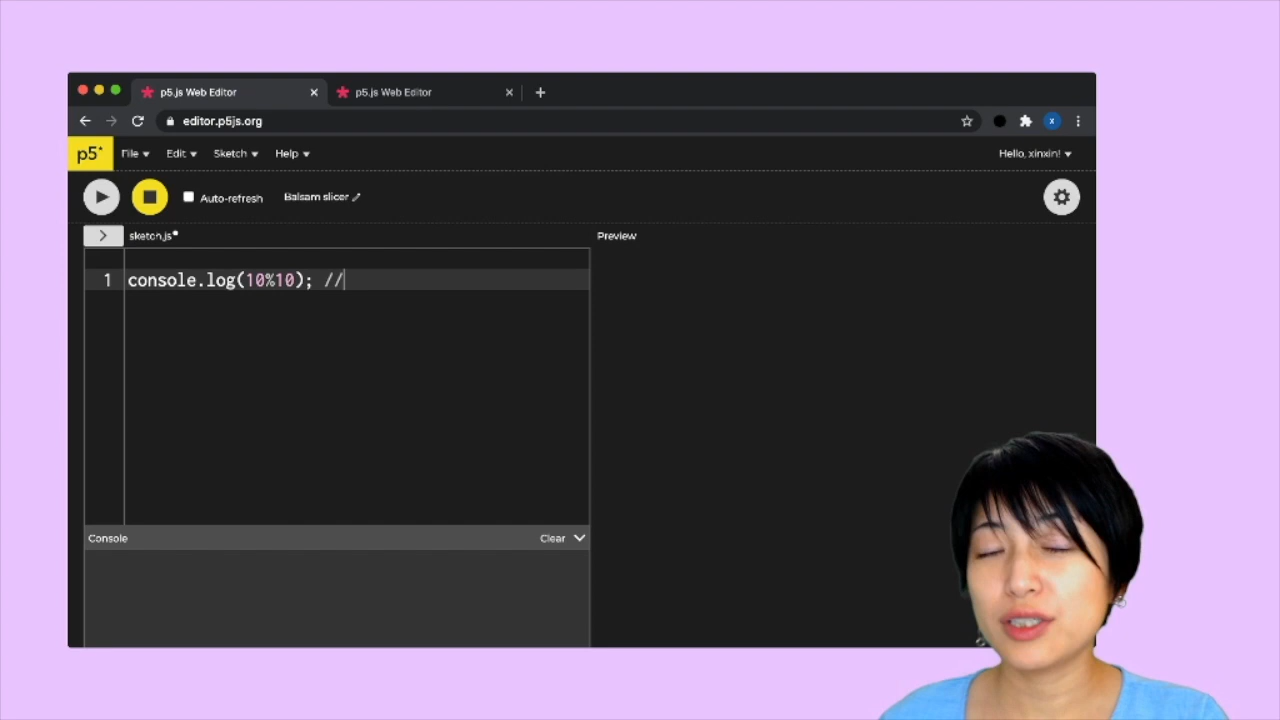 p5.js Web Editor
p5.js Web Editor
editor.p5js.org
x
p5* File Edit Sketch Help
Hello, xinxin!
Auto-refresh
Balsam slicer
sketch.js
Preview
1 console.log(10%10); //
Console
Clear